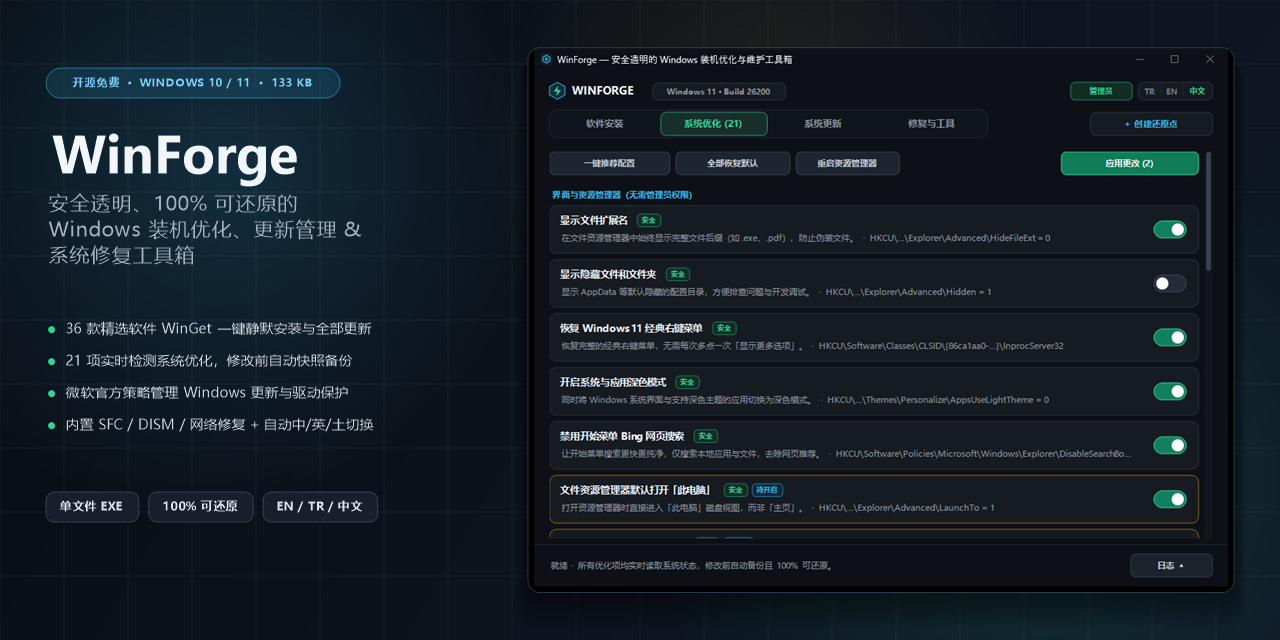 开源免费 • WINDOWS 10 / 11 • 133 KB
WinForge
安全透明、100% 可还原的
Windows 装机优化、更新管理 &
系统修复工具箱
36 款精选软件 WinGet 一键静默安装与全部更新
21 项实时检测系统优化，修改前自动快照备份
微软官方策略管理 Windows 更新与驱动保护
内置 SFC / DISM / 网络修复 + 自动中/英/土切换
单文件 EXE
100% 可还原
EN / TR / 中文
WinForge — 安全透明的 Windows 装机优化与维护工具箱
WINFORGE
Windows 11 • Build 26200
管理员
TR EN 中文
软件安装
系统优化 (21)
系统更新
修复与工具
+ 创建还原点
一键推荐配置
全部恢复默认
重启资源管理器
应用更改 (2)
界面与资源管理器（无需管理员权限）
显示文件扩展名 安全
在文件资源管理器中始终显示完整文件后缀（如 .exe、.pdf），防止伪装文件。 · HKCU\...\Explorer\Advanced\HideFileExt = 0
显示隐藏文件和文件夹 安全
显示 AppData 等默认隐藏的配置目录，方便排查问题与开发调试。 · HKCU\...\Explorer\Advanced\Hidden = 1
恢复 Windows 11 经典右键菜单 安全
恢复完整的经典右键菜单，无需每次多点一次「显示更多选项」。 · HKCU\Software\Classes\CLSID\{86ca1aa0-...}\InprocServer32
开启系统与应用深色模式 安全
同时将 Windows 系统界面与支持深色主题的应用切换为深色模式。 · HKCU\...\Themes\Personalize\AppsUseLightTheme = 0
禁用开始菜单 Bing 网页搜索 安全
让开始菜单搜索更快更纯净，仅搜索本地应用与文件，去除网页推荐。 · HKCU\Software\Policies\Microsoft\Windows\Explorer\DisableSearchBo...
文件资源管理器默认打开「此电脑」 安全 待开启
打开资源管理器时直接进入「此电脑」磁盘视图，而非「主页」。 · HKCU\...\Explorer\Advanced\LaunchTo = 1
就绪 · 所有优化项均实时读取系统状态，修改前自动备份且 100% 可还原。
日志 ▲